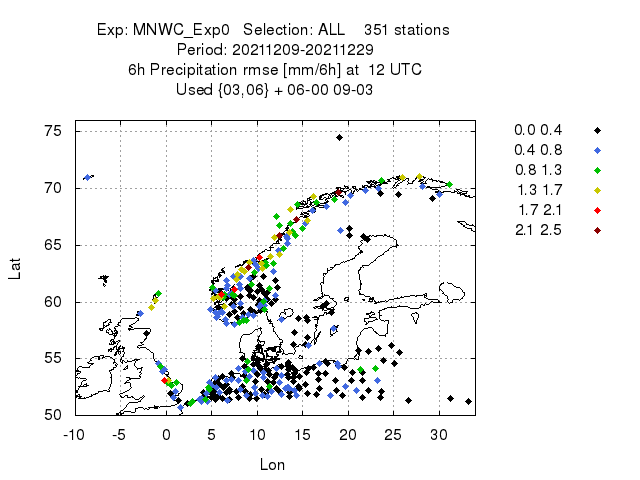 Exp: MNWC_Exp0 Selection: ALL 351 stations
Period: 20211209-20211229
6h Precipitation rmse [mm/6h] at 12 UTC
Used {03,06} + 06-00 09-03
0.0 0.4
0.4 0.8
0.8 1.3
1.3 1.7
1.7 2.1
2.1 2.5
75
70
65
60
55
50
Lat
-10 -5 0 5 10 15 20 25 30
Lon